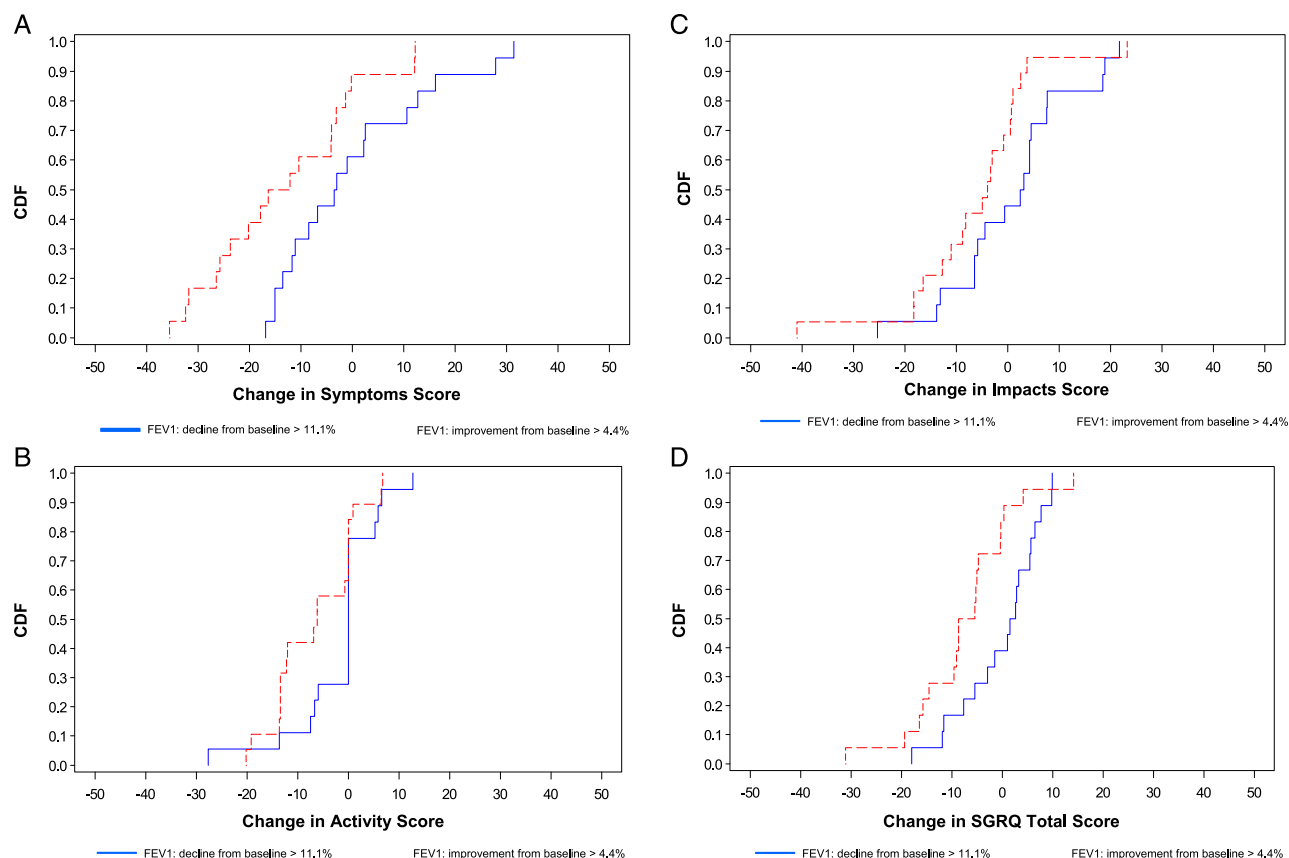 A
1.0
0.9
0.8
0.7
0.6
0.5
0.4
0.3
0.2
0.1
0.0
CDF
-50 -40 -30 -20 -10 0 10 20 30 40 50
Change in Symptoms Score
FEV1: decline from baseline > 11.1% FEV1: improvement from baseline > 4.4%
B
1.0
0.9
0.8
0.7
0.6
0.5
0.4
0.3
0.2
0.1
0.0
CDF
-50 -40 -30 -20 -10 0 10 20 30 40 50
Change in Activity Score
FEV1: decline from baseline > 11.1% FEV1: improvement from baseline > 4.4%
C
1.0
0.9
0.8
0.7
0.6
0.5
0.4
0.3
0.2
0.1
0.0
CDF
-50 -40 -30 -20 -10 0 10 20 30 40 50
Change in Impacts Score
FEV1: decline from baseline > 11.1% FEV1: improvement from baseline > 4.4%
D
1.0
0.9
0.8
0.7
0.6
0.5
0.4
0.3
0.2
0.1
0.0
CDF
-50 -40 -30 -20 -10 0 10 20 30 40 50
Change in SGRQ Total Score
FEV1: decline from baseline > 11.1% FEV1: improvement from baseline > 4.4%